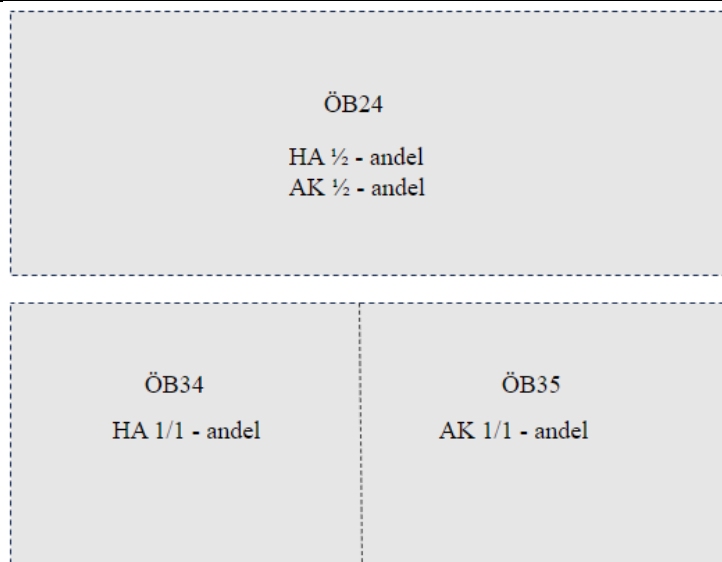 ÖB24
HA ½ - andel
AK ½ - andel
ÖB34
ÖB35
HA 1/1 - andel
AK 1/1 - andel